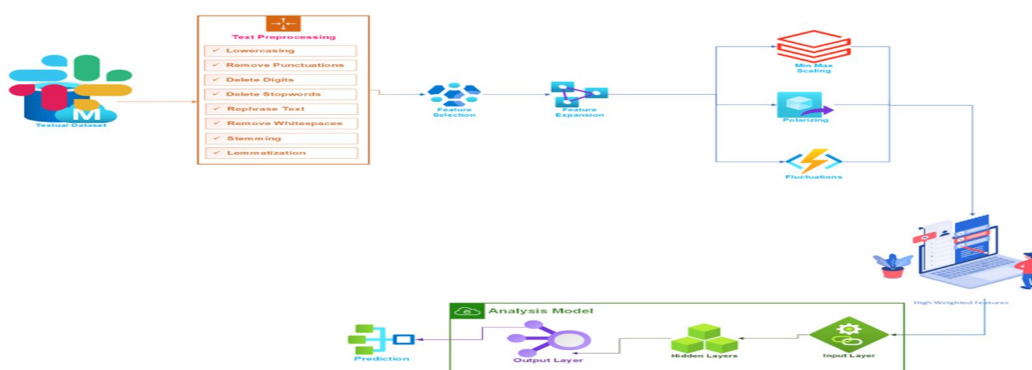 Text Preprocessing
Lowercasing
Remove Punctuations
Delete Digits
Delete Stopwords
Rephrase Text
Remove Whitespaces
Stemming
Lemmatization
M
Textual Dataset
Feature
Selection
Feature
Expansion
Min Max
Scaling
Polarizing
Fluctuations
High Weighted Features
Analysis Model
Input Layer
Hidden Layers
Output Layer
Prediction